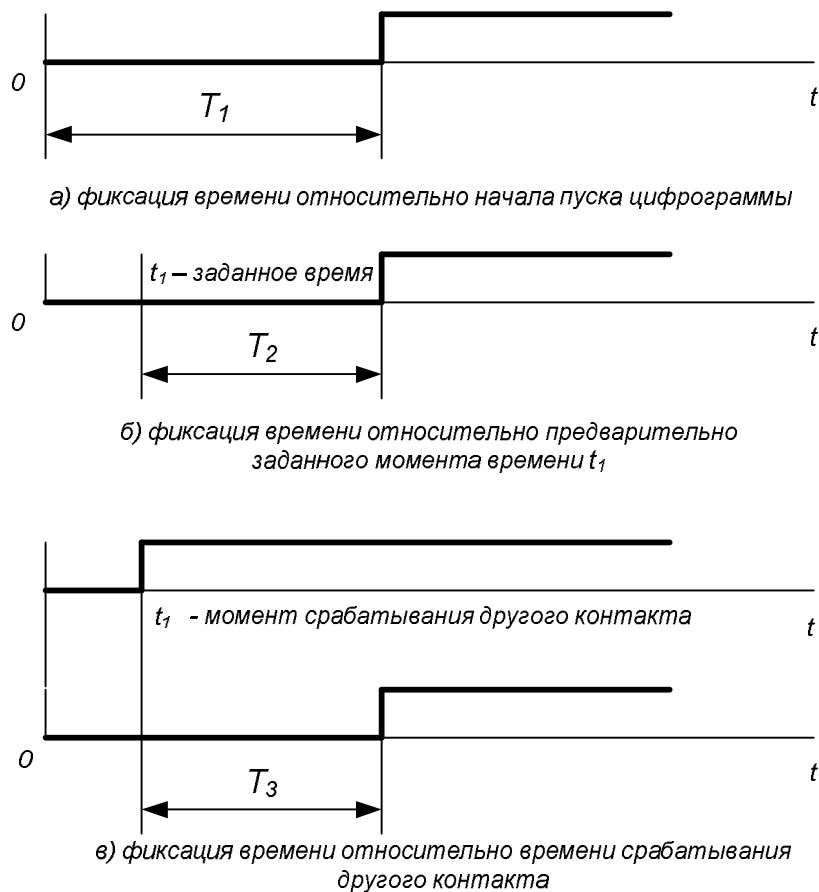 0
t
T1
а) фиксация времени относительно начала пуска цифрограммы
t1 – заданное время
0
t
T2
б) фиксация времени относительно предварительно
заданного момента времени t1
t1 - момент срабатывания другого контакта
t
0
t
T3
в) фиксация времени относительно времени срабатывания
другого контакта